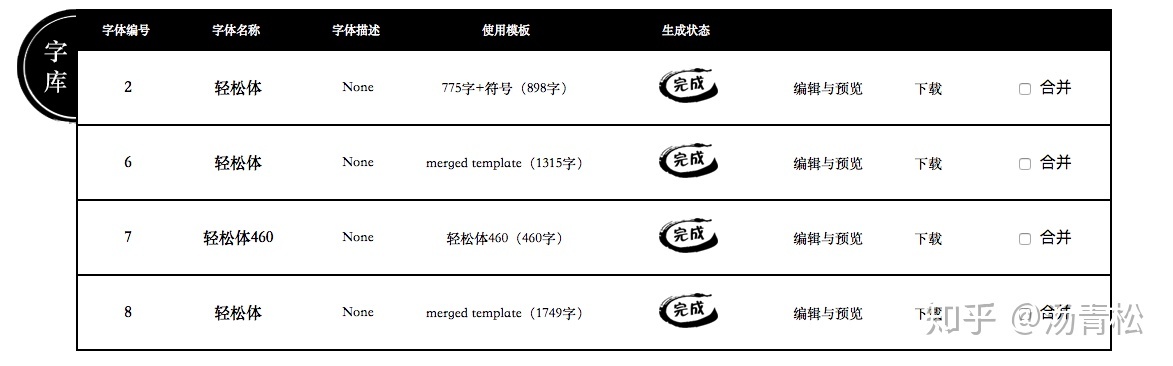 字库
字体编号 字体名称 字体描述 使用模板 生成状态
2 轻松体 None 775字+符号（898字） 完成 编辑与预览 下载 合并
6 轻松体 None merged template（1315字） 完成 编辑与预览 下载 合并
7 轻松体460 None 轻松体460（460字） 完成 编辑与预览 下载 合并
8 轻松体 None merged template（1749字） 完成 编辑与预览 下载 合并
知乎 @汤青松